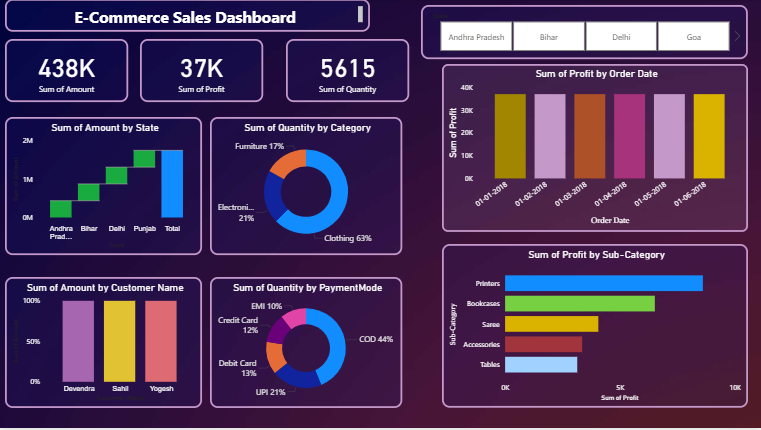 E-Commerce Sales Dashboard
Andhra Pradesh
Bihar
Delhi
Goa
438K
Sum of Amount
37K
Sum of Profit
5615
Sum of Quantity
Sum of Amount by State
2M
1M
0M
Andhra
Prad...
Bihar
Delhi
Punjab
Total
Sum of Quantity by Category
Furniture 17%
Electroni...
21%
Clothing 63%
Sum of Profit by Order Date
Sum of Profit
40K
30K
20K
10K
0K
01-01-2018
01-02-2018
01-03-2018
01-04-2018
01-05-2018
01-06-2018
Order Date
Sum of Amount by Customer Name
100%
50%
0%
Devendra
Sahil
Yogesh
Sum of Quantity by PaymentMode
EMI 10%
Credit Card
12%
Debit Card
13%
UPI 21%
COD 44%
Sum of Profit by Sub-Category
Sub-Category
Printers
Bookcases
Saree
Accessories
Tables
0K
5K
10K
Sum of Profit